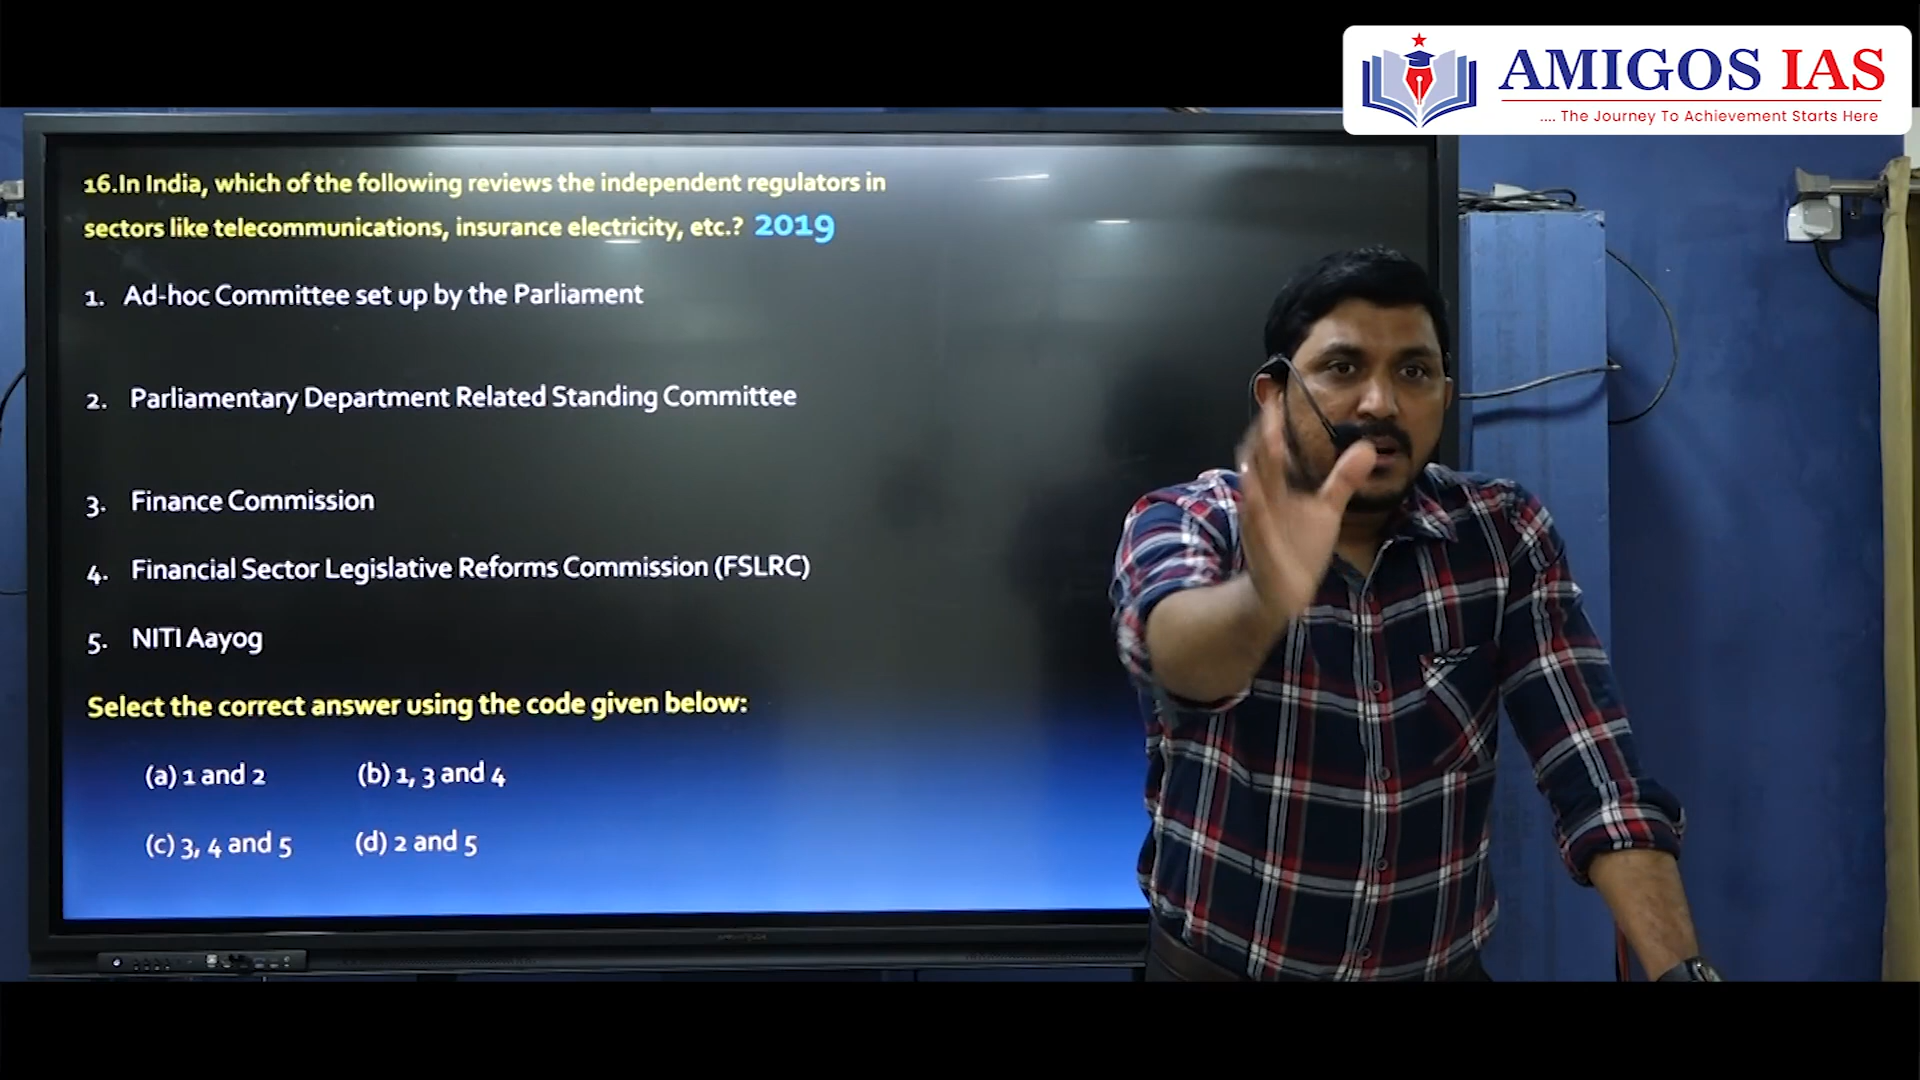 AMIGOS IAS
.... The Journey To Achievement Starts Here
16.In India, which of the following reviews the independent regulators in
sectors like telecommunications, insurance electricity, etc.? 2019
1. Ad-hoc Committee set up by the Parliament
2. Parliamentary Department Related Standing Committee
3. Finance Commission
4. Financial Sector Legislative Reforms Commission (FSLRC)
5. NITI Aayog
Select the correct answer using the code given below:
(a) 1 and 2 (b) 1, 3 and 4
(c) 3, 4 and 5 (d) 2 and 5